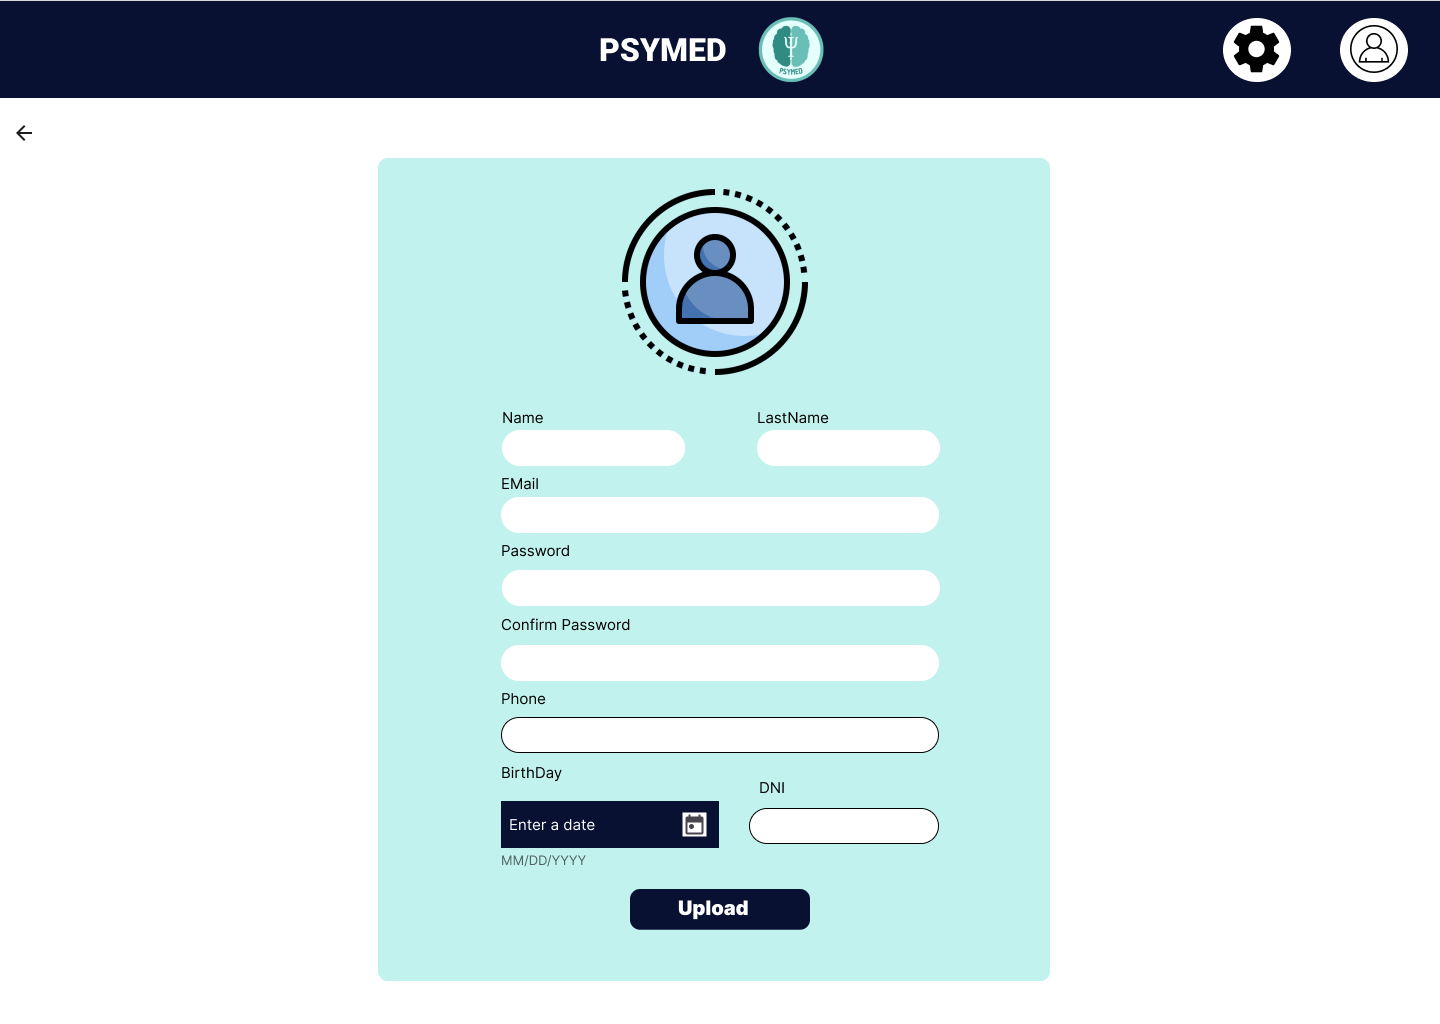 PSYMED
PSYMED
Name
LastName
EMail
Password
Confirm Password
Phone
BirthDay
DNI
Enter a date
MM/DD/YYYY
Upload